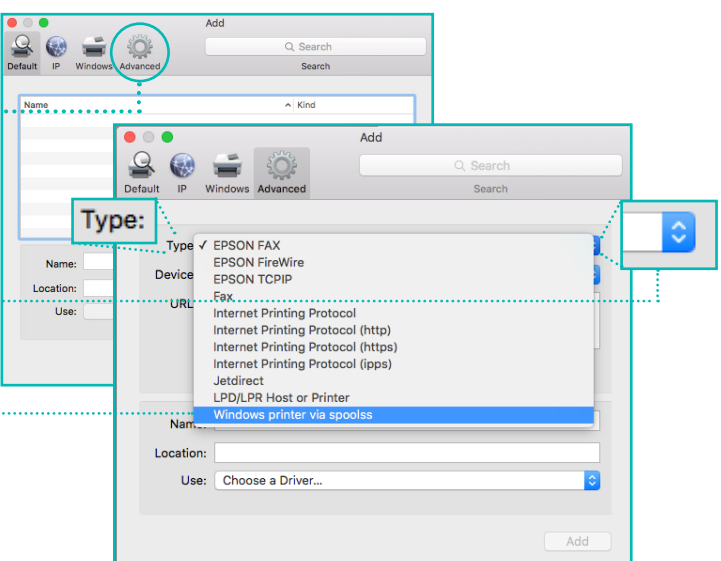 Add
Search
Default IP Windows Advanced
Search
Name
Kind
Name:
Location:
Use:
Add
Search
Default IP Windows Advanced
Search
Type:
Type
✓ EPSON FAX
EPSON FireWire
EPSON TCPIP
Fax
Internet Printing Protocol
Internet Printing Protocol (http)
Internet Printing Protocol (https)
Internet Printing Protocol (ipps)
Jetdirect
LPD/LPR Host or Printer
Windows printer via spoolss
Device
URL
Name:
Location:
Use: Choose a Driver...
Add